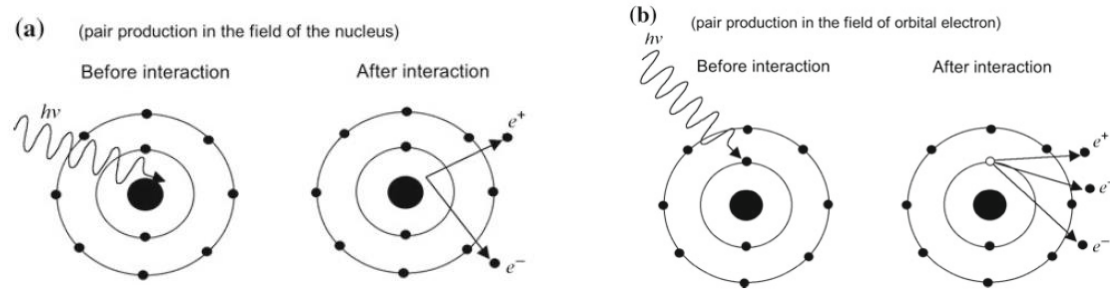 (a) (pair production in the field of the nucleus)
Before interaction After interaction
hν
e⁺
e⁻
(b) (pair production in the field of orbital electron)
hν
Before interaction After interaction
e⁺
e⁻
e⁻